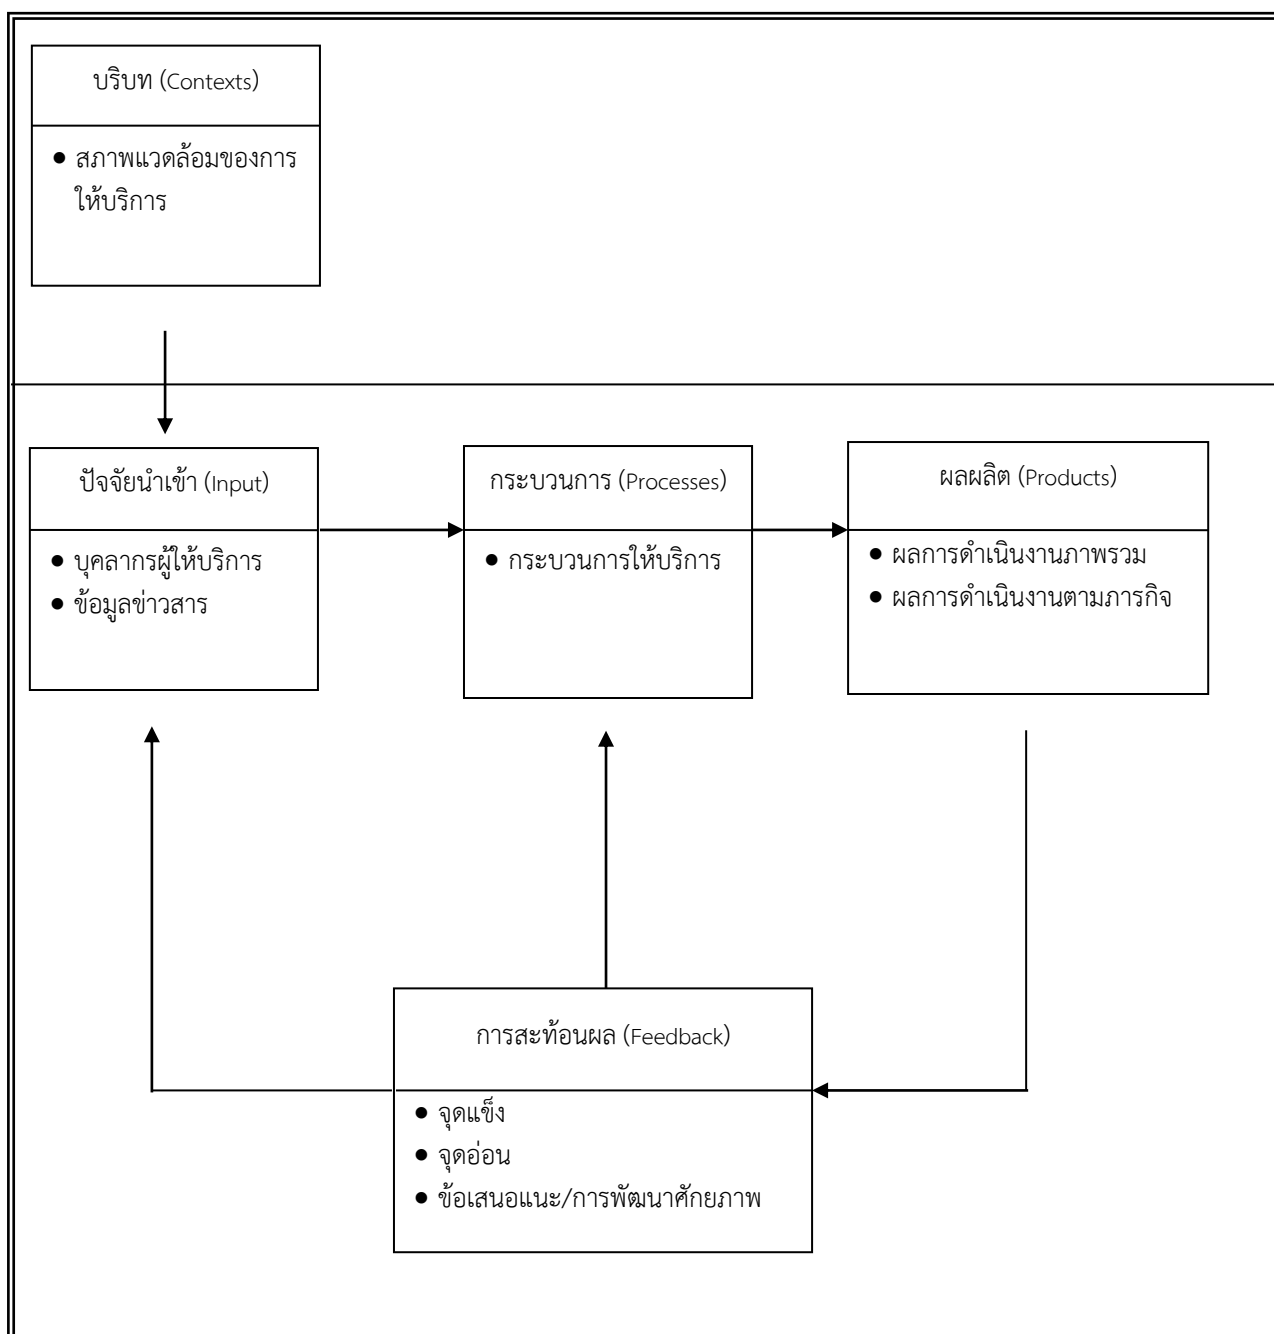 บริบท (Contexts)
● สภาพแวดล้อมของการ
ให้บริการ
ปัจจัยนำเข้า (Input)
● บุคลากรผู้ให้บริการ
● ข้อมูลข่าวสาร
กระบวนการ (Processes)
● กระบวนการให้บริการ
ผลผลิต (Products)
● ผลการดำเนินงานภาพรวม
● ผลการดำเนินงานตามภารกิจ
การสะท้อนผล (Feedback)
● จุดแข็ง
● จุดอ่อน
● ข้อเสนอแนะ/การพัฒนาศักยภาพ